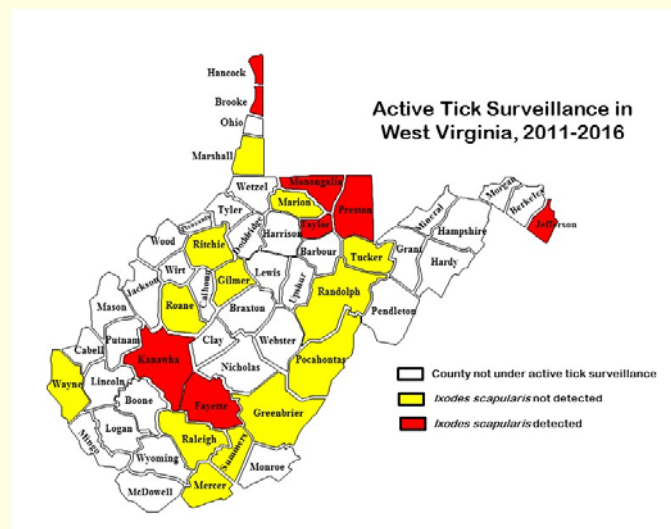 Active Tick Surveillance in
West Virginia, 2011-2016
Hancock
Brooke
Ohio
Marshall
Wetzel
Monongalia
Marion
Preston
Taylor
Tyler
Pleasants
Doddridge
Harrison
Barbour
Wood
Ritchie
Tucker
Grant
Mineral
Hampshire
Morgan
Berkeley
Jefferson
Hardy
Wirt
Calhoun
Gilmer
Lewis
Upshur
Randolph
Pendleton
Jackson
Roane
Braxton
Mason
Putnam
Clay
Webster
Pocahontas
Cabell
Kanawha
Nicholas
Wayne
Lincoln
Boone
Fayette
Greenbrier
Logan
Raleigh
Summers
Mingo
Wyoming
Monroe
McDowell
Mercer
County not under active tick surveillance
Ixodes scapularis not detected
Ixodes scapularis detected